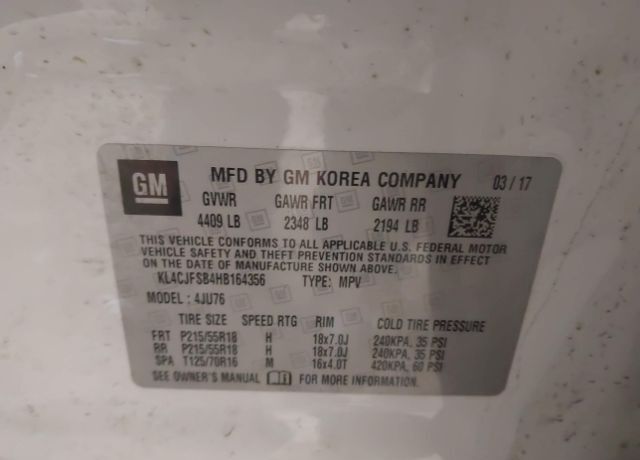 GM MFD BY GM KOREA COMPANY 03/17
GVWR GAWR FRT GAWR RR
4409 LB 2348 LB 2194 LB
THIS VEHICLE CONFORMS TO ALL APPLICABLE U.S. FEDERAL MOTOR
VEHICLE SAFETY AND THEFT PREVENTION STANDARDS IN EFFECT
ON THE DATE OF MANUFACTURE SHOWN ABOVE.
KL4CJFSB4HB164356 TYPE: MPV
MODEL: 4JU76
TIRE SIZE SPEED RTG RIM COLD TIRE PRESSURE
FRT P215/55R18 H 18x7.0J 240KPA, 35 PSI
RR P215/55R18 H 18x7.0J 240KPA, 35 PSI
SPA T125/70R16 M 16x4.0T 420KPA, 60 PSI
SEE OWNER'S MANUAL FOR MORE INFORMATION.